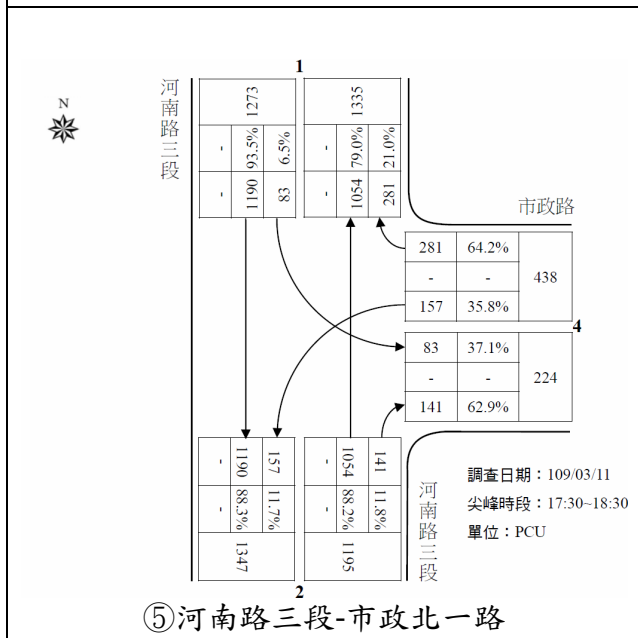 1
河南路三段
N
1273 1335
- 93.5% 6.5% - 79.0% 21.0%
- 1190 83 - 1054 281
市政路
281 64.2%
- - 438
157 35.8%
4
83 37.1%
- - 224
141 62.9%
- 1190 157 - 1054 141
- 88.3% 11.7% - 88.2% 11.8%
1347 1195
河南路三段
調查日期：109/03/11
尖峰時段：17:30~18:30
單位：PCU
2
⑤河南路三段-市政北一路